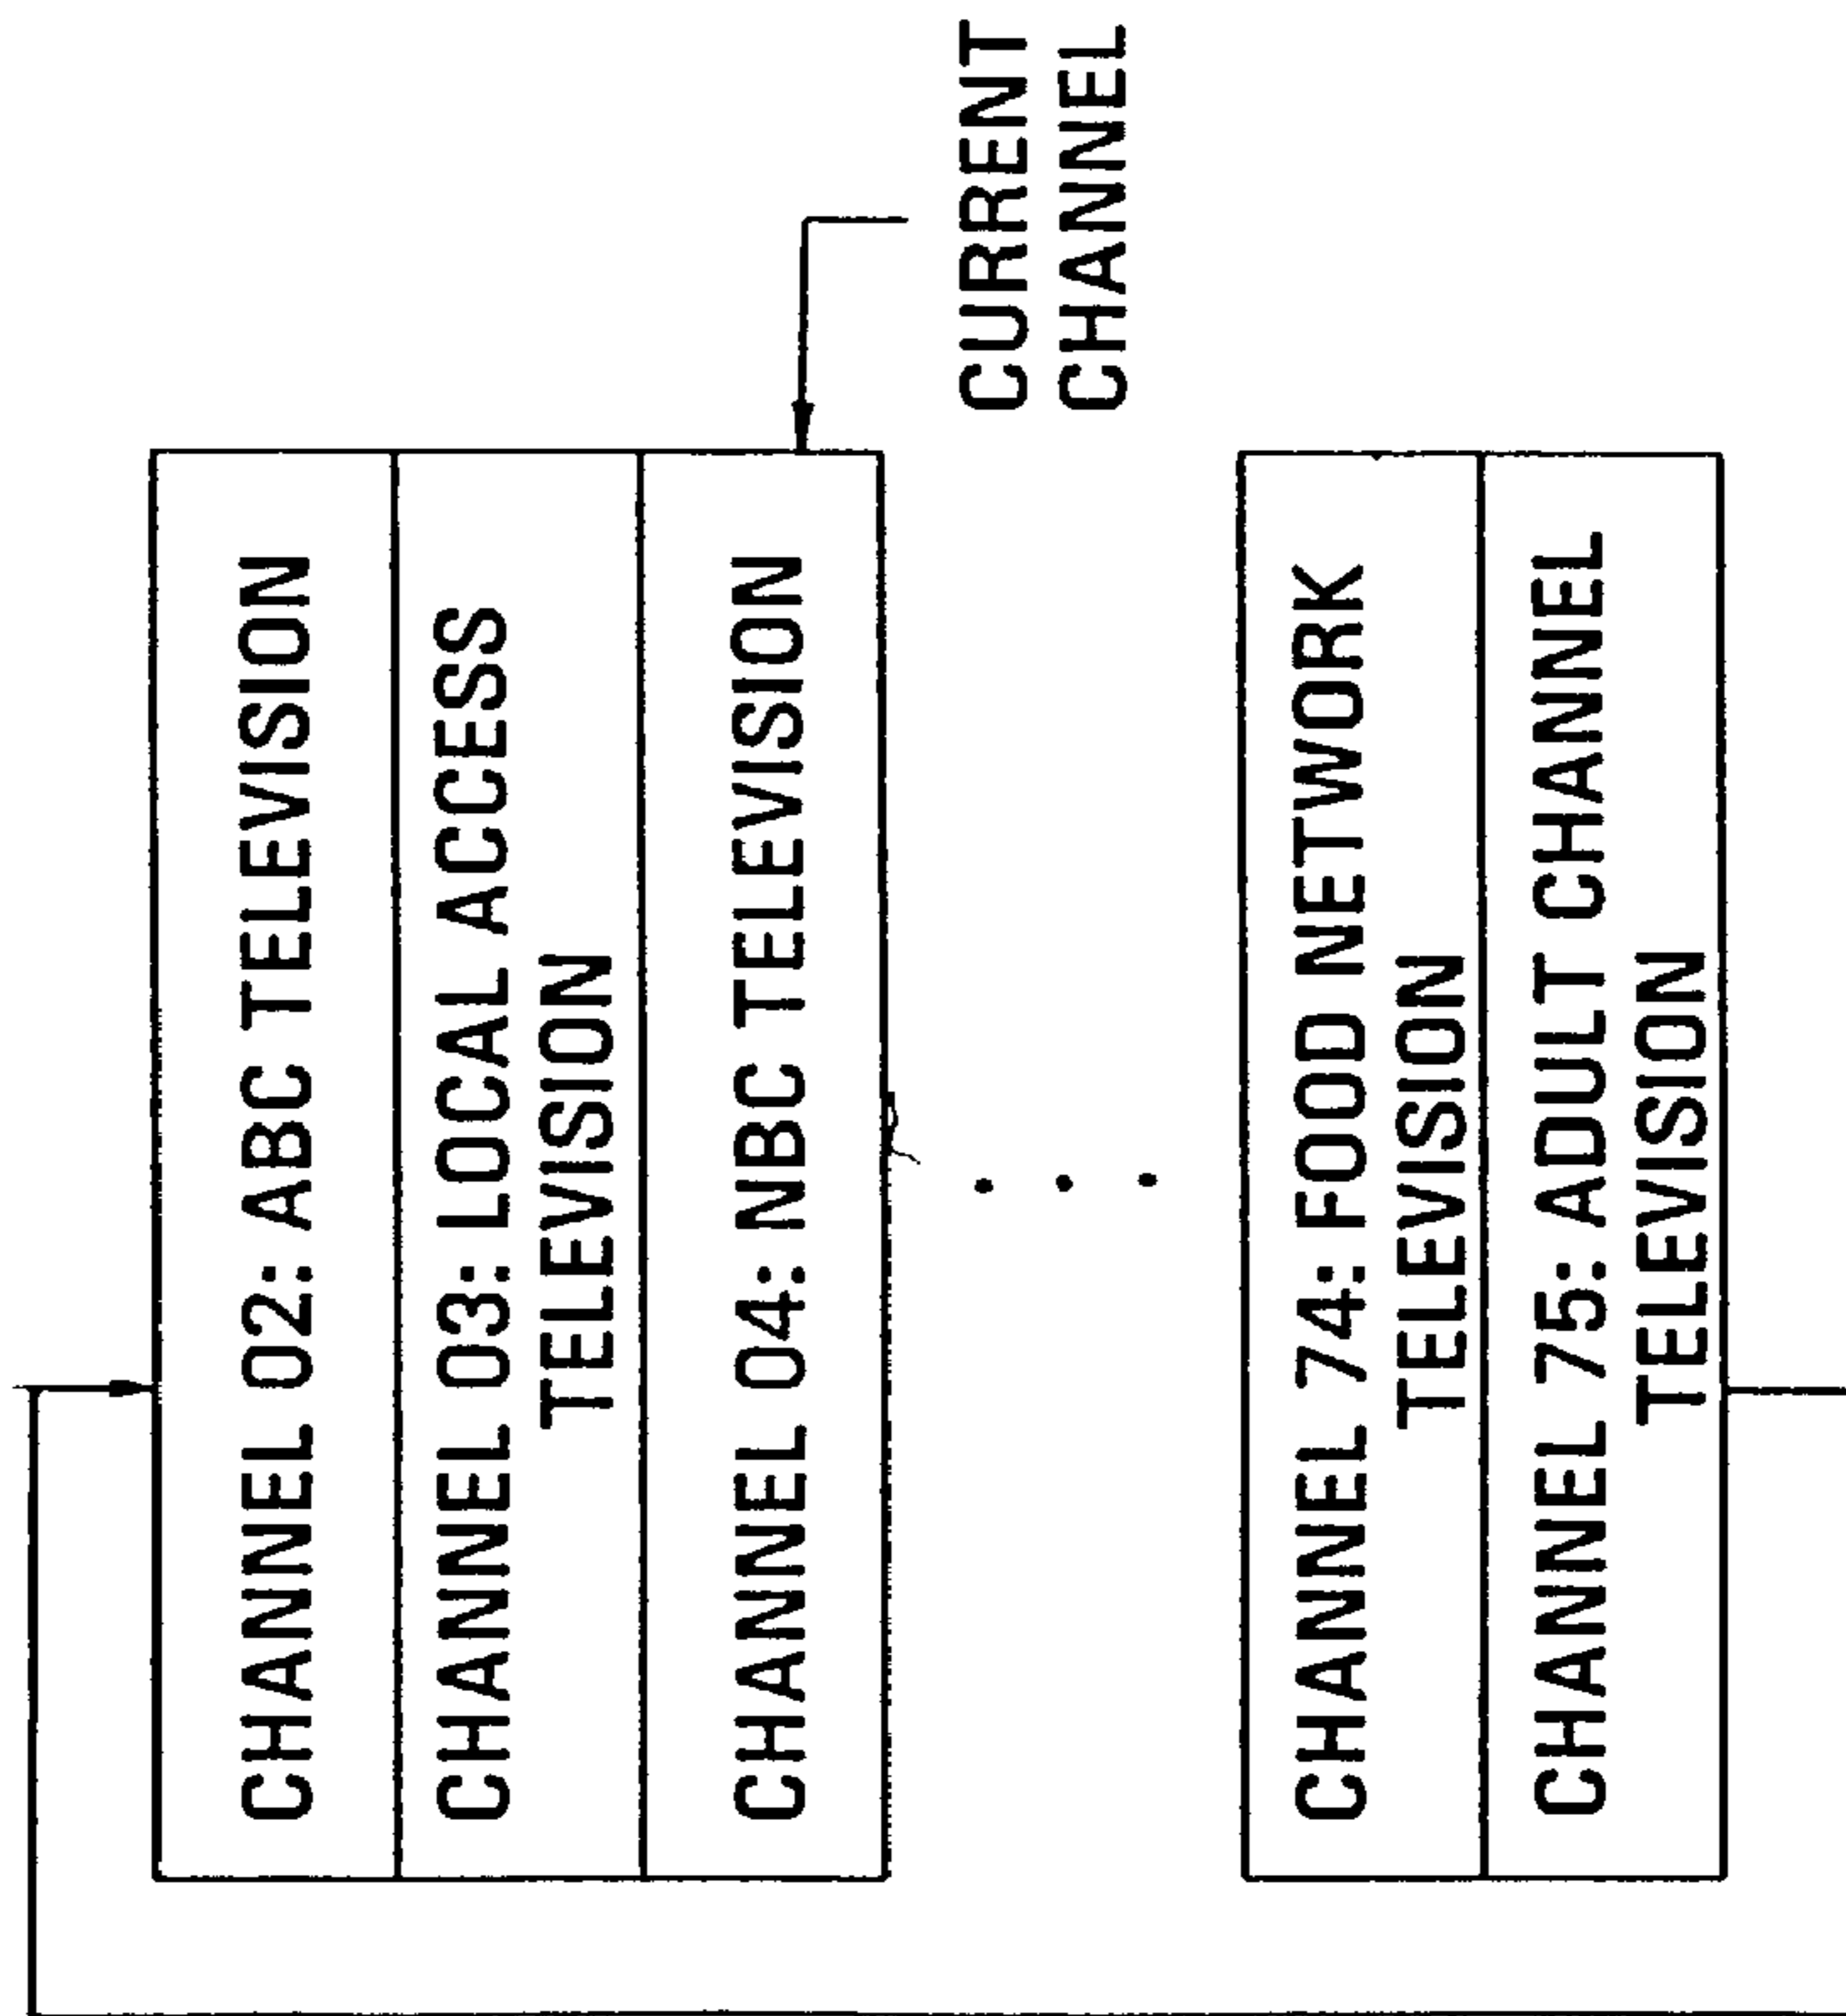 CHANNEL 02: ABC TELEVISION
CHANNEL 03: LOCAL ACCESS
TELEVISION
CHANNEL 04: NBC TELEVISION
CURRENT
CHANNEL
CHANNEL 74: FOOD NETWORK
TELEVISION
CHANNEL 75: ADULT CHANNEL
TELEVISION